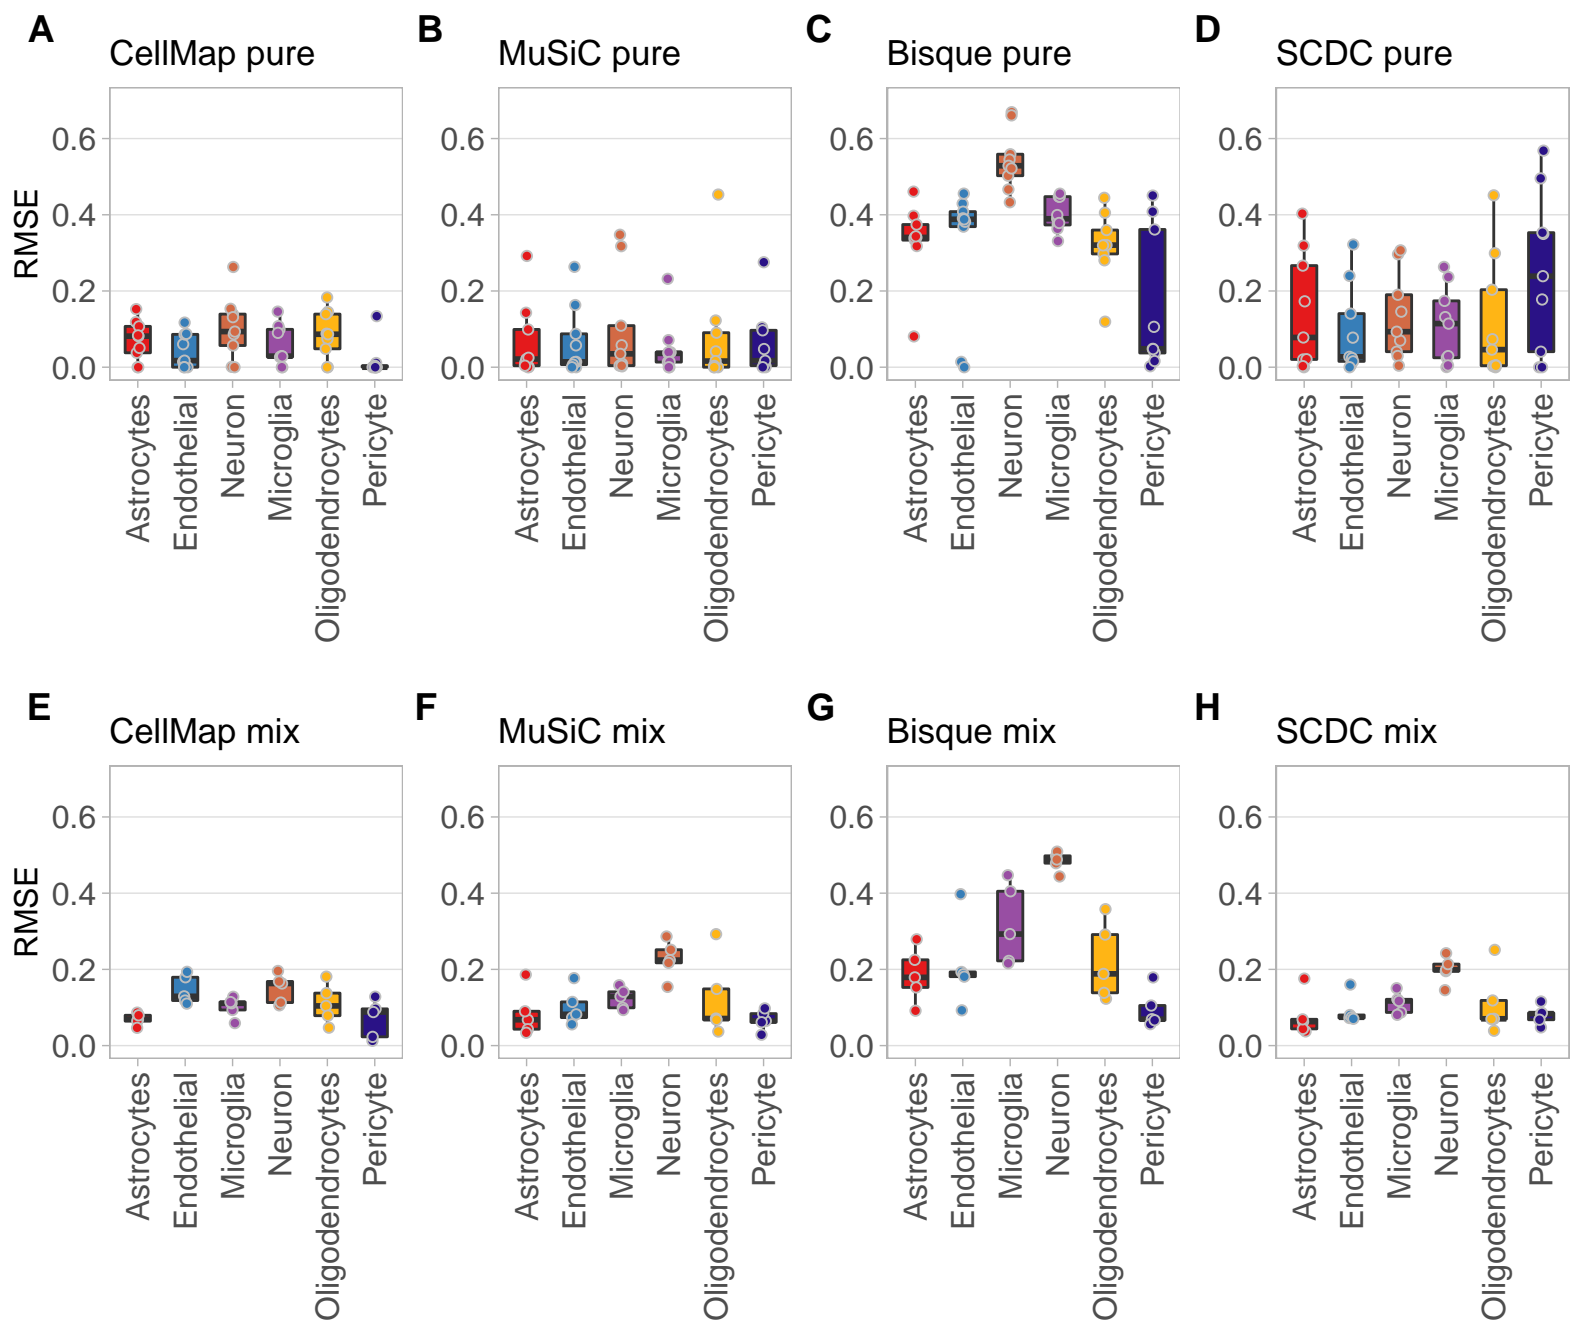 A
CellMap pure
B
MuSiC pure
C
Bisque pure
D
SCDC pure
RMSE
0.6
0.4
0.2
0.0
Astrocytes
Endothelial
Neuron
Microglia
Oligodendrocytes
Pericyte
0.6
0.4
0.2
0.0
Astrocytes
Endothelial
Neuron
Microglia
Oligodendrocytes
Pericyte
0.6
0.4
0.2
0.0
Astrocytes
Endothelial
Neuron
Microglia
Oligodendrocytes
Pericyte
0.6
0.4
0.2
0.0
Astrocytes
Endothelial
Neuron
Microglia
Oligodendrocytes
Pericyte
E
CellMap mix
F
MuSiC mix
G
Bisque mix
H
SCDC mix
RMSE
0.6
0.4
0.2
0.0
Astrocytes
Endothelial
Microglia
Neuron
Oligodendrocytes
Pericyte
0.6
0.4
0.2
0.0
Astrocytes
Endothelial
Microglia
Neuron
Oligodendrocytes
Pericyte
0.6
0.4
0.2
0.0
Astrocytes
Endothelial
Microglia
Neuron
Oligodendrocytes
Pericyte
0.6
0.4
0.2
0.0
Astrocytes
Endothelial
Microglia
Neuron
Oligodendrocytes
Pericyte